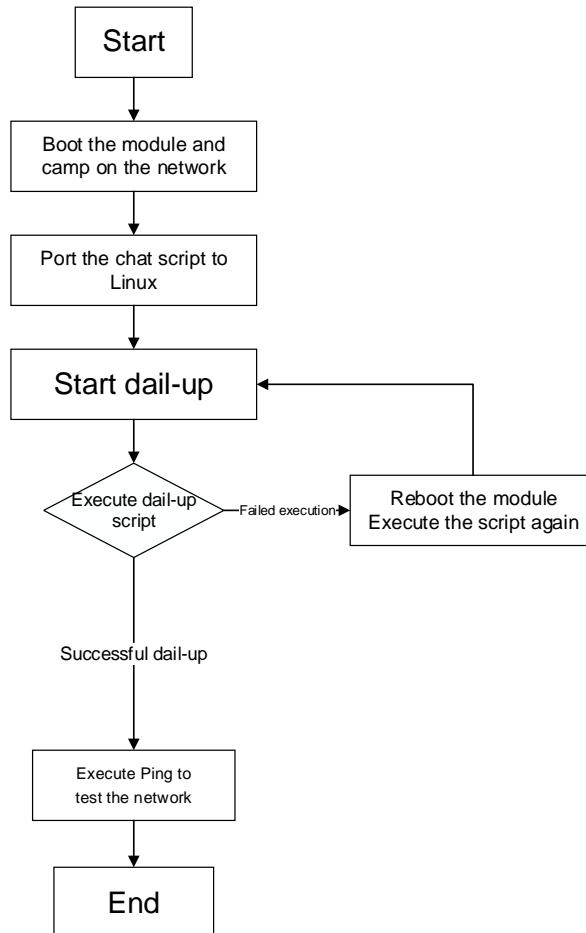 Start
Boot the module and
camp on the network
Port the chat script to
Linux
Start dail-up
Execute dail-up
script
Failed execution
Reboot the module
Execute the script again
Successful dail-up
Execute Ping to
test the network
End